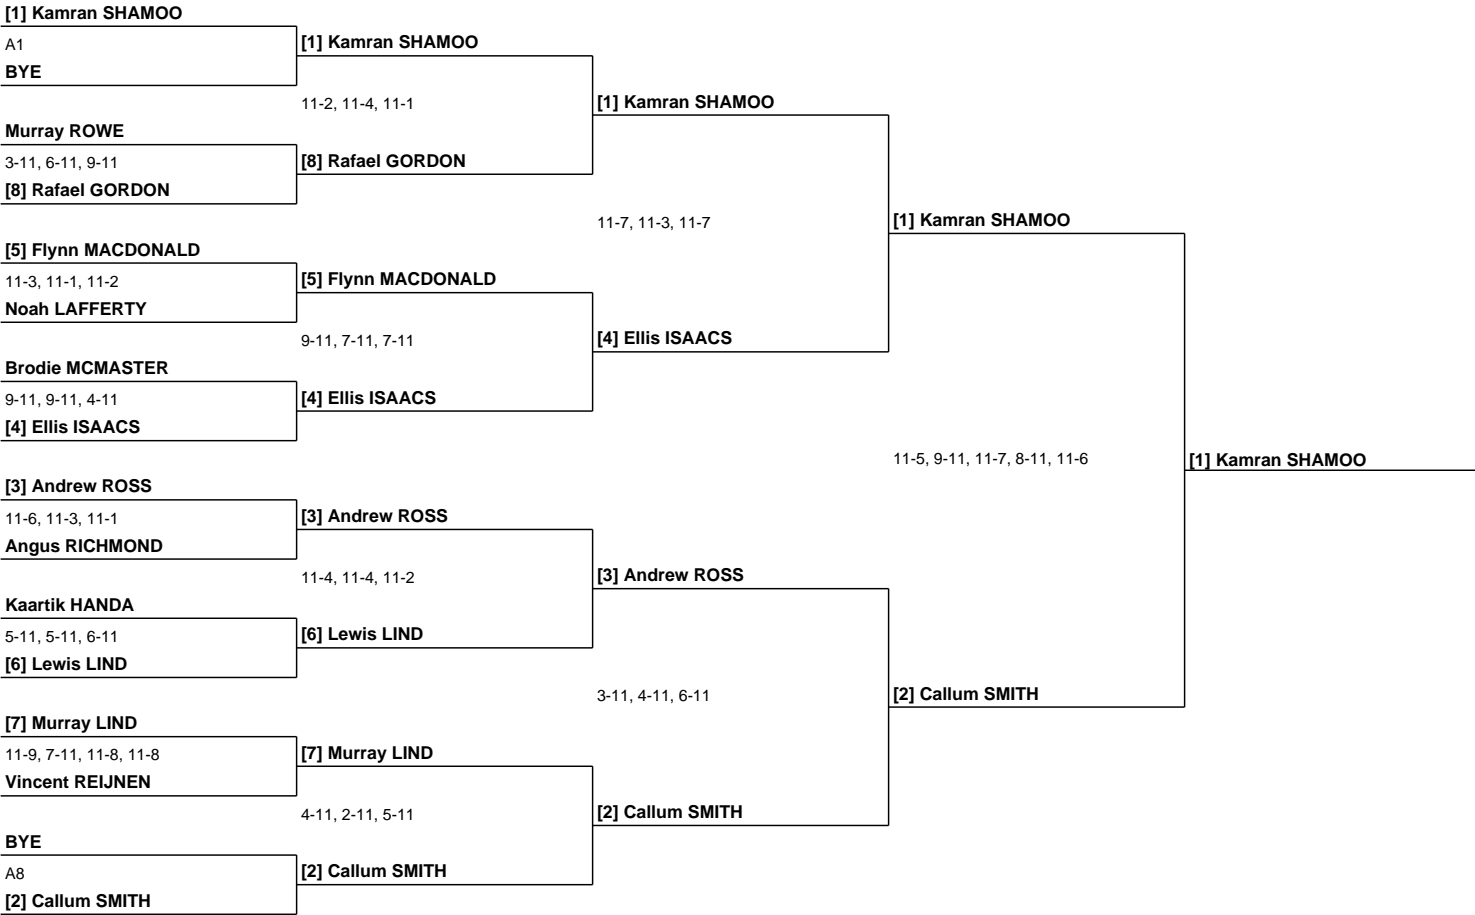 [1] Kamran SHAMOO
A1
BYE
Murray ROWE
3-11, 6-11, 9-11
[8] Rafael GORDON
[5] Flynn MACDONALD
11-3, 11-1, 11-2
Noah LAFFERTY
Brodie MCMASTER
9-11, 9-11, 4-11
[4] Ellis ISAACS
[3] Andrew ROSS
11-6, 11-3, 11-1
Angus RICHMOND
Kaartik HANDA
5-11, 5-11, 6-11
[6] Lewis LIND
[7] Murray LIND
11-9, 7-11, 11-8, 11-8
Vincent REIJNEN
BYE
A8
[2] Callum SMITH
[1] Kamran SHAMOO
11-2, 11-4, 11-1
[8] Rafael GORDON
[5] Flynn MACDONALD
9-11, 7-11, 7-11
[4] Ellis ISAACS
[3] Andrew ROSS
11-4, 11-4, 11-2
[6] Lewis LIND
[7] Murray LIND
4-11, 2-11, 5-11
[2] Callum SMITH
[1] Kamran SHAMOO
11-7, 11-3, 11-7
[4] Ellis ISAACS
[3] Andrew ROSS
3-11, 4-11, 6-11
[2] Callum SMITH
[1] Kamran SHAMOO
11-5, 9-11, 11-7, 8-11, 11-6
[2] Callum SMITH
[1] Kamran SHAMOO